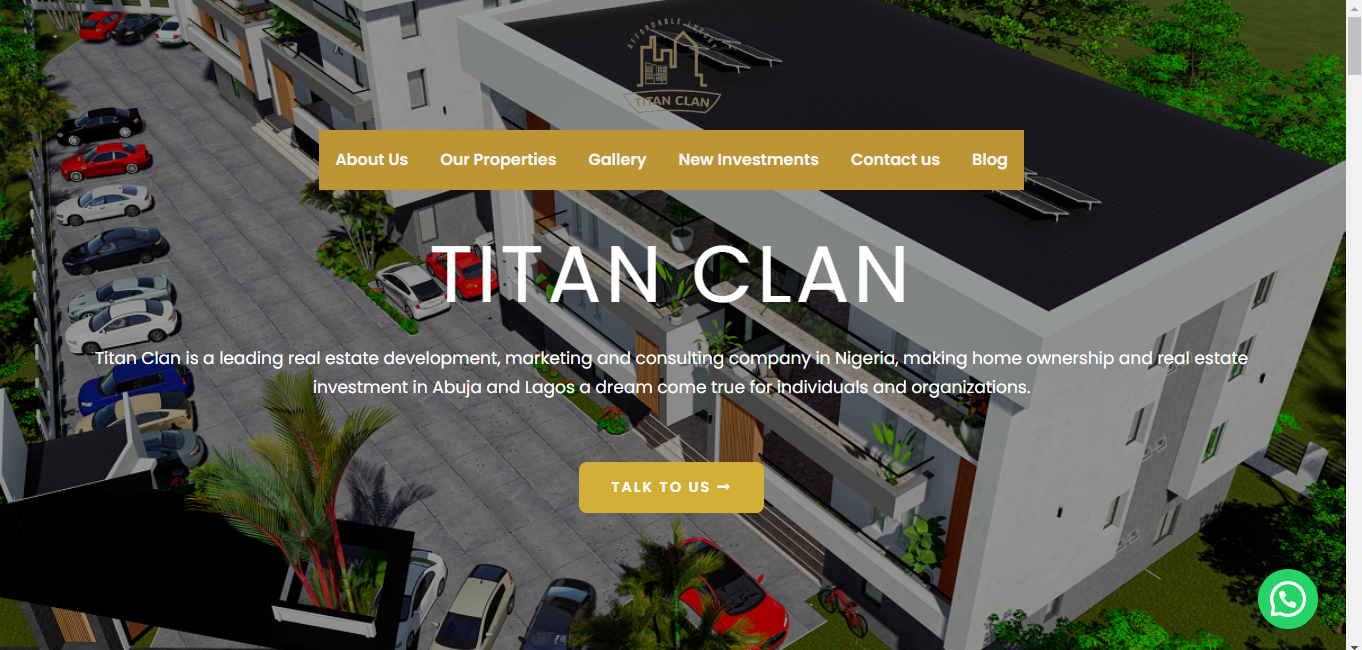 AFFORDABLE LUXURY
TITAN CLAN
About Us Our Properties Gallery New Investments Contact us Blog
TITAN CLAN
Titan Clan is a leading real estate development, marketing and consulting company in Nigeria, making home ownership and real estate
investment in Abuja and Lagos a dream come true for individuals and organizations.
TALK TO US